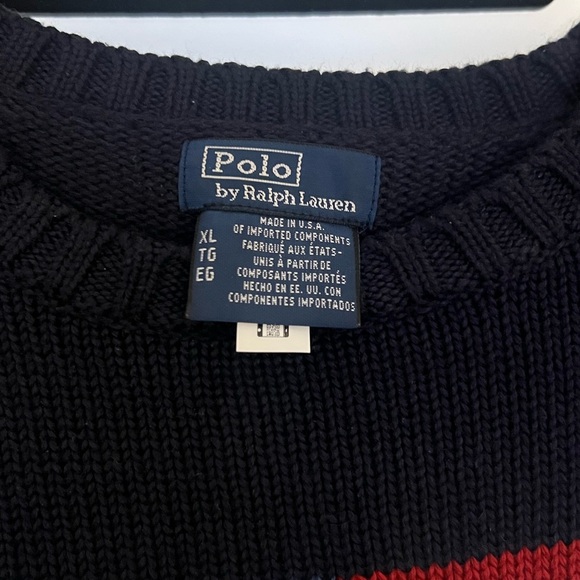 Polo
by Ralph Lauren
XL
TG
EG
MADE IN U.S.A.
OF IMPORTED COMPONENTS
FABRIQUÉ AUX ÉTATS-
UNIS À PARTIR DE
COMPOSANTS IMPORTÉS
HECHO EN EE. UU. CON
COMPONENTES IMPORTADOS